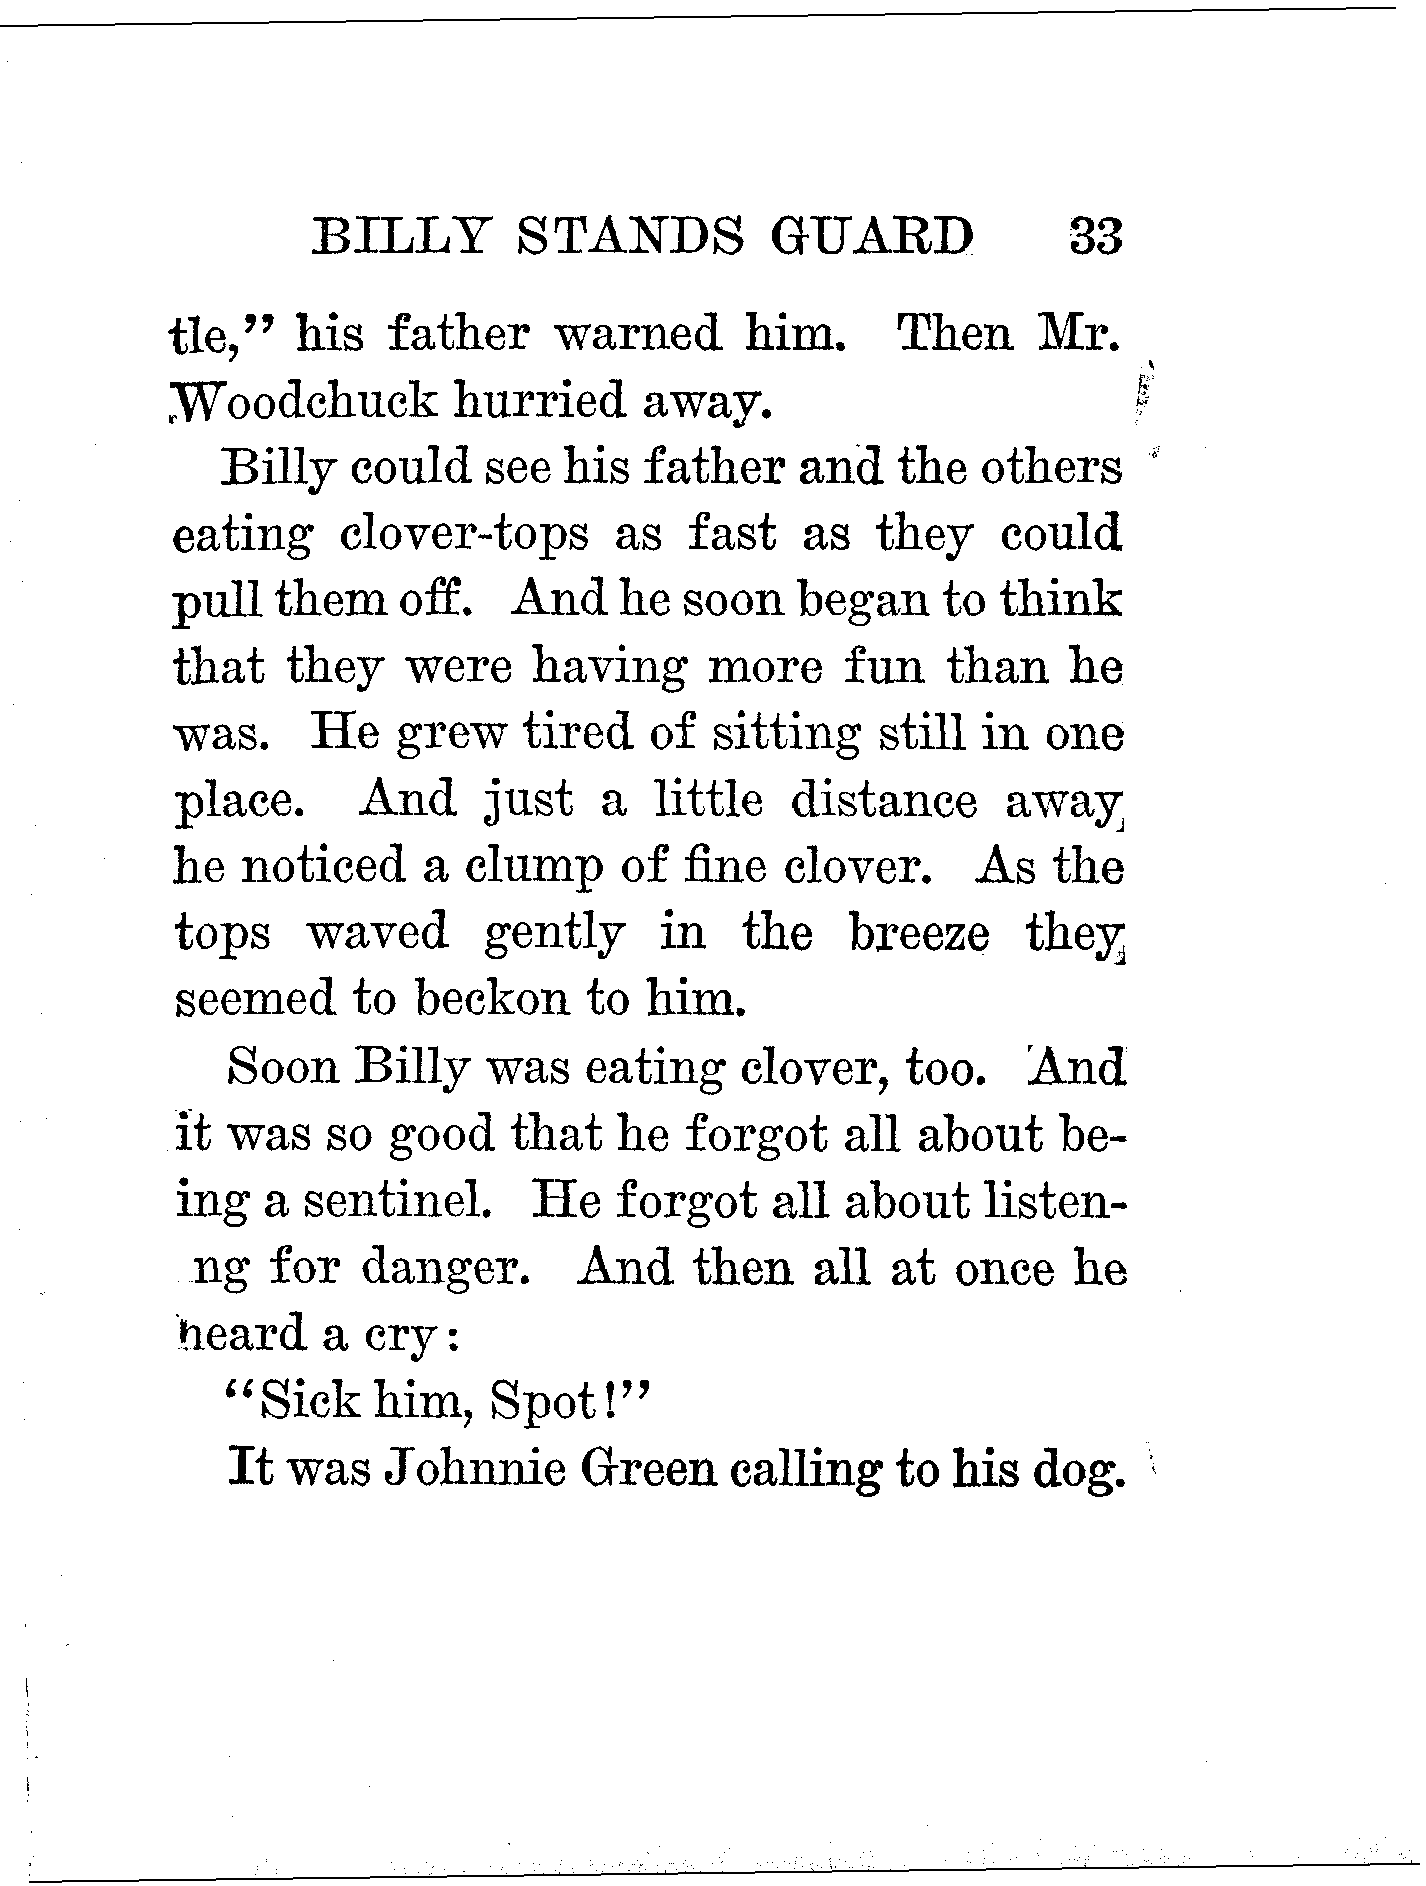 BILLY STANDS GUARD 33
tle," his father warned him. Then Mr.
Woodchuck hurried away.
Billy could see his father and the others
eating clover-tops as fast as they could
pull them off. And he soon began to think
that they were having more fun than he
was. He grew tired of sitting still in one
place. And just a little distance away
he noticed a clump of fine clover. As the
tops waved gently in the breeze they
seemed to beckon to him.
Soon Billy was eating clover, too. And
it was so good that he forgot all about be-
ing a sentinel. He forgot all about listen-
ng for danger. And then all at once he
heard a cry:
"Sick him, Spot!"
It was Johnnie Green calling to his dog.